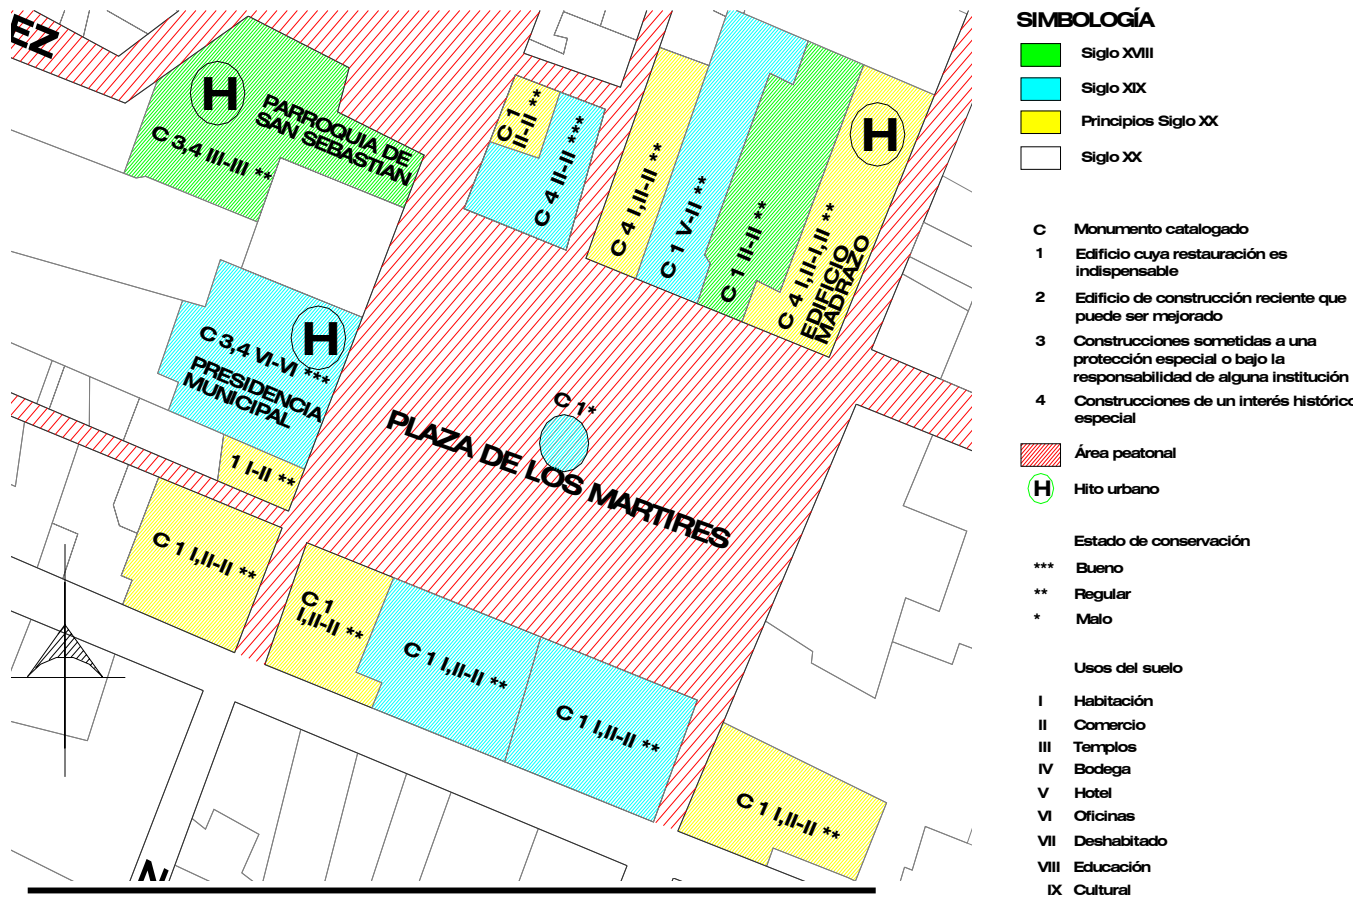 EZ
H
PARROQUIA DE
SAN SEBASTIAN
C 3,4 III-III **
C 1
II-II **
C 4 II-II ***
C 4 I,II-II **
C 1 V-II **
C 1 II-II **
C 4 I,II-I,II **
EDIFICIO
MADRAZO
H
H
C 3,4 VI-VI ***
PRESIDENCIA
MUNICIPAL
1 I-II **
C 1*
PLAZA DE LOS MARTIRES
C 1 I,II-II **
C 1
I,II-II **
C 1 I,II-II **
C 1 I,II-II **
C 1 I,II-II **
SIMBOLOGÍA
Siglo XVIII
Siglo XIX
Principios Siglo XX
Siglo XX
C Monumento catalogado
1 Edificio cuya restauración es
indispensable
2 Edificio de construcción reciente que
puede ser mejorado
3 Construcciones sometidas a una
protección especial o bajo la
responsabilidad de alguna institución
4 Construcciones de un interés histórico
especial
Área peatonal
H Hito urbano
Estado de conservación
*** Bueno
** Regular
* Malo
Usos del suelo
I Habitación
II Comercio
III Templos
IV Bodega
V Hotel
VI Oficinas
VII Deshabitado
VIII Educación
IX Cultural